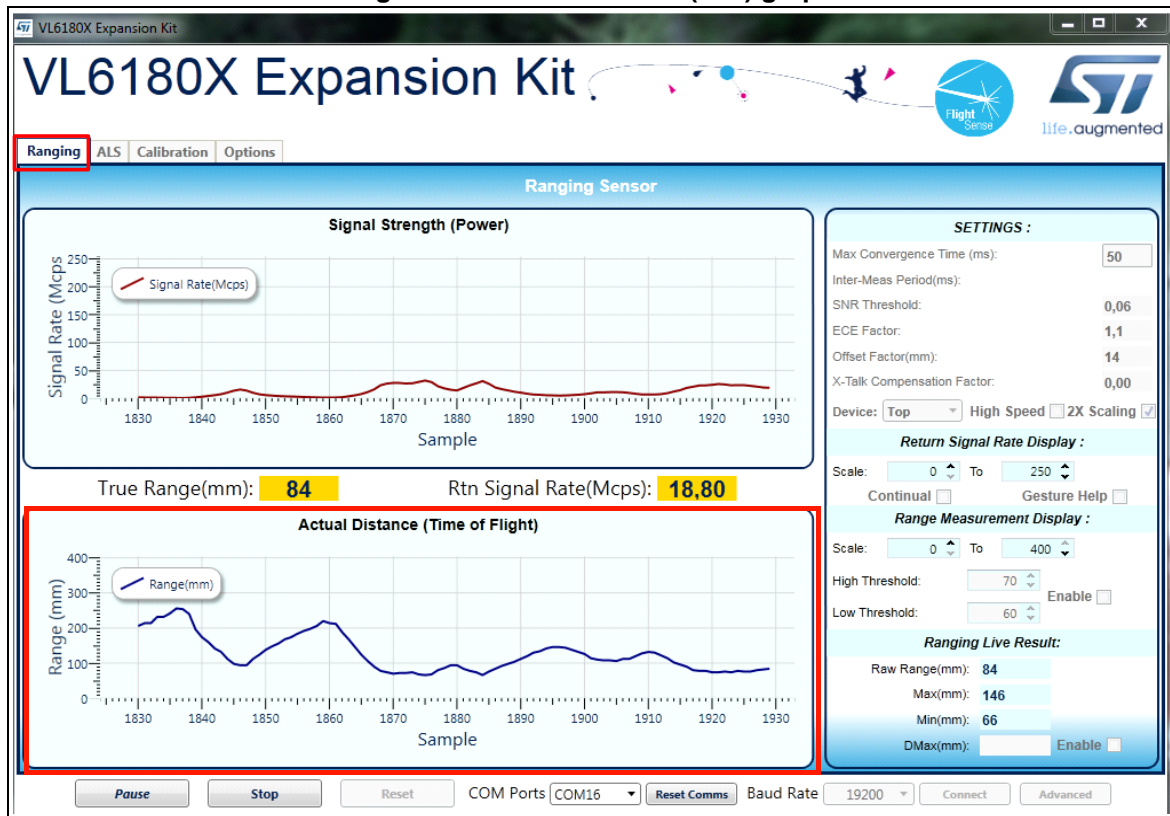 VL6180X Expansion Kit
VL6180X Expansion Kit
Flight
Sense
life.augmented
Ranging ALS Calibration Options
Ranging Sensor
Signal Strength (Power)
Signal Rate (Mcps
250
200
150
100
50
0
Signal Rate(Mcps)
1830 1840 1850 1860 1870 1880 1890 1900 1910 1920 1930
Sample
True Range(mm): 84 Rtn Signal Rate(Mcps): 18,80
Actual Distance (Time of Flight)
Range (mm)
400
300
200
100
0
Range(mm)
1830 1840 1850 1860 1870 1880 1890 1900 1910 1920 1930
Sample
SETTINGS :
Max Convergence Time (ms): 50
Inter-Meas Period(ms):
SNR Threshold: 0,06
ECE Factor: 1,1
Offset Factor(mm): 14
X-Talk Compensation Factor: 0,00
Device: Top High Speed 2X Scaling
Return Signal Rate Display :
Scale: 0 To 250
Continual Gesture Help
Range Measurement Display :
Scale: 0 To 400
High Threshold: 70
Enable
Low Threshold: 60
Ranging Live Result:
Raw Range(mm): 84
Max(mm): 146
Min(mm): 66
DMax(mm): Enable
Pause Stop Reset COM Ports COM16 Reset Comms Baud Rate 19200 Connect Advanced